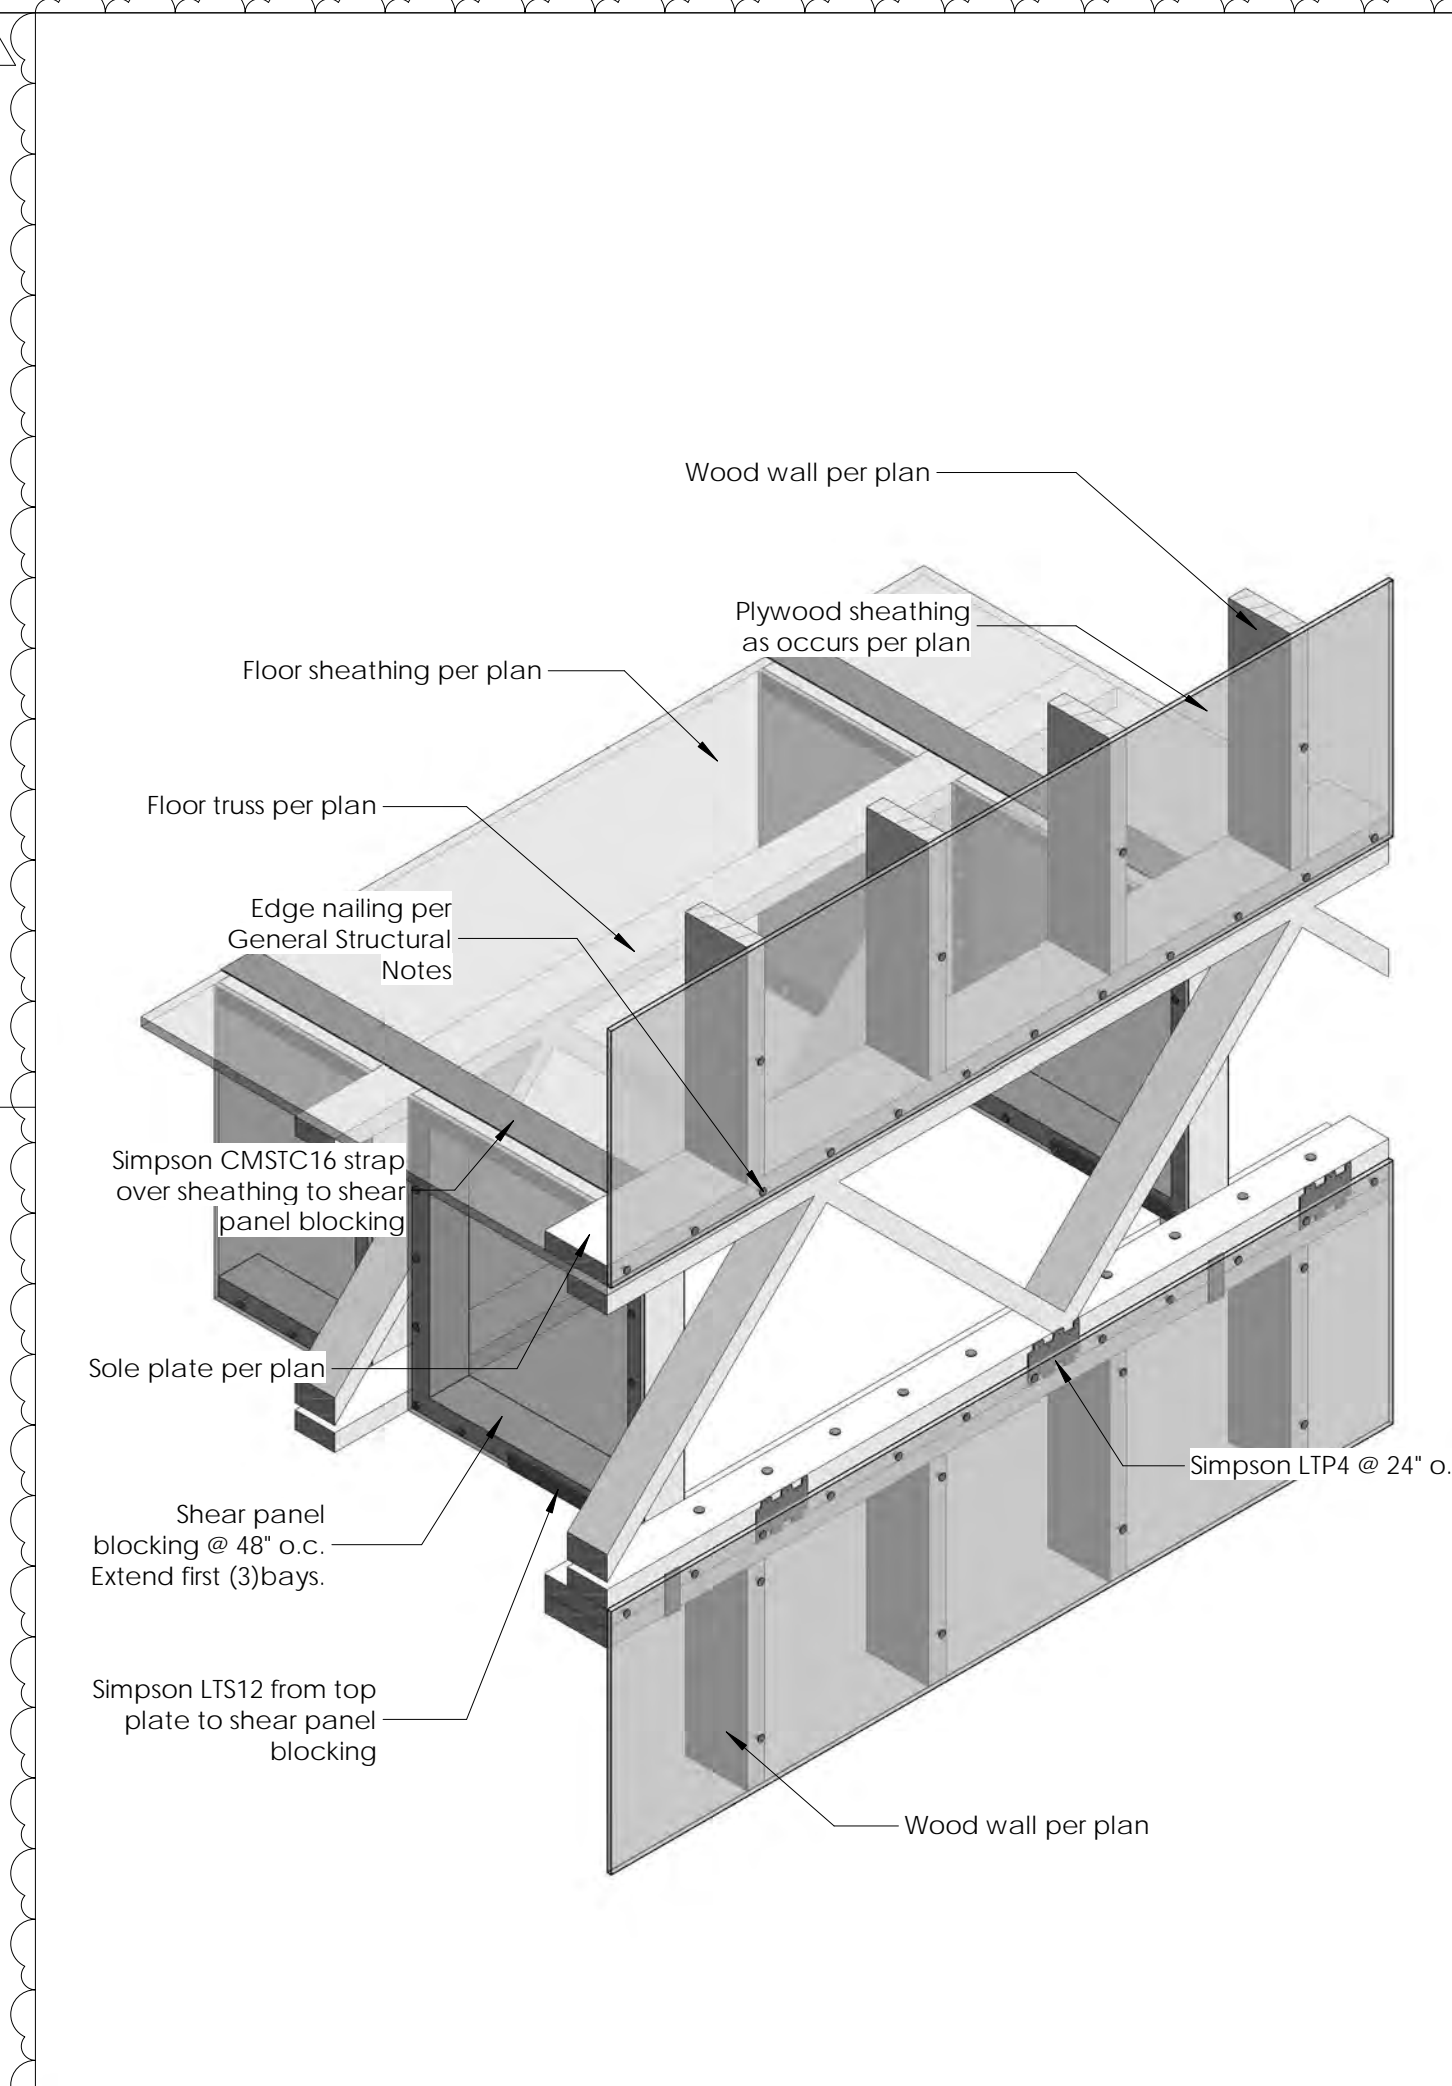 Wood wall per plan
Plywood sheathing
as occurs per plan
Floor sheathing per plan
Floor truss per plan
Edge nailing per
General Structural
Notes
Simpson CMSTC16 strap
over sheathing to shear
panel blocking
Sole plate per plan
Simpson LTP4 @ 24" o.
Shear panel
blocking @ 48" o.c.
Extend first (3)bays.
Simpson LTS12 from top
plate to shear panel
blocking
Wood wall per plan